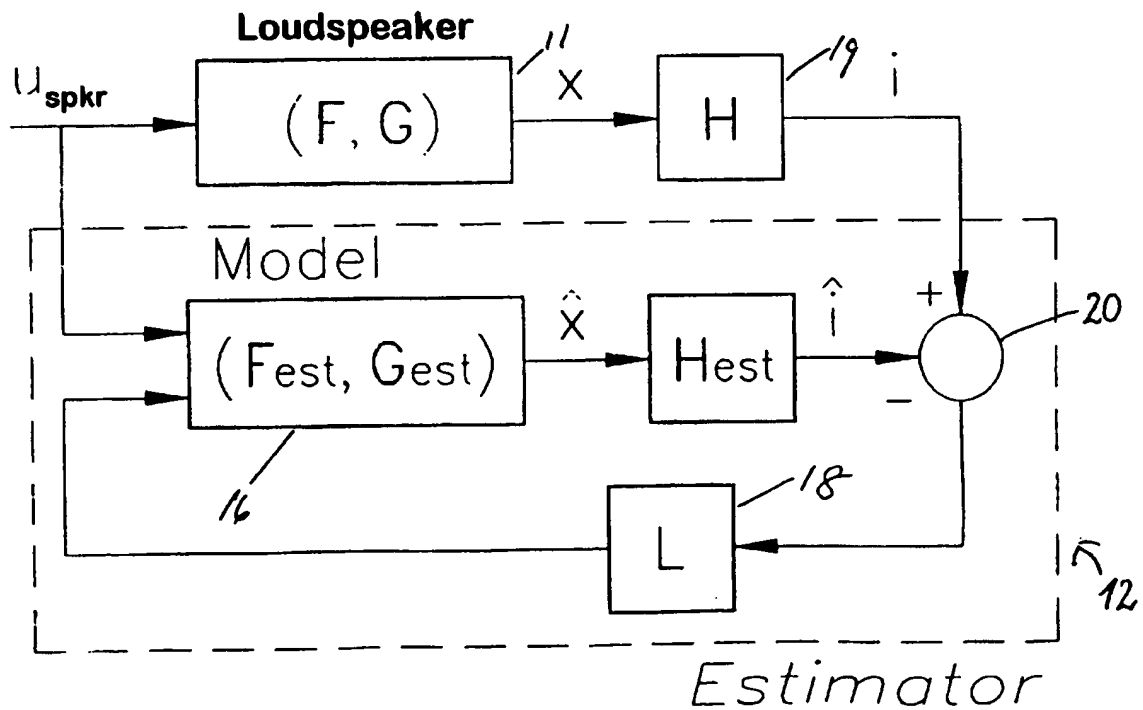 Loudspeaker
11
19
u spkr
(F, G)
x
H
i
Model
(Fest, Gest)
x̂
Hest
î
+
-
20
16
18
L
12
Estimator